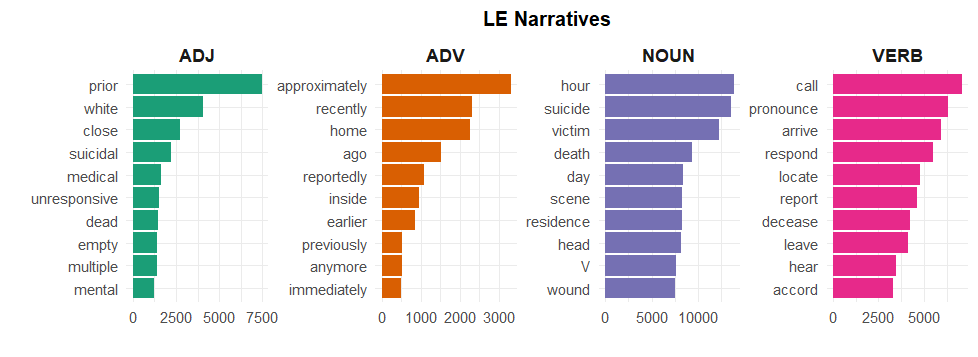 LE Narratives
ADJ
prior
white
close
suicidal
medical
unresponsive
dead
empty
multiple
mental
0 2500 5000 7500
ADV
approximately
recently
home
ago
reportedly
inside
earlier
previously
anymore
immediately
0 1000 2000 3000
NOUN
hour
suicide
victim
death
day
scene
residence
head
V
wound
0 5000 10000
VERB
call
pronounce
arrive
respond
locate
report
decease
leave
hear
accord
0 2500 5000